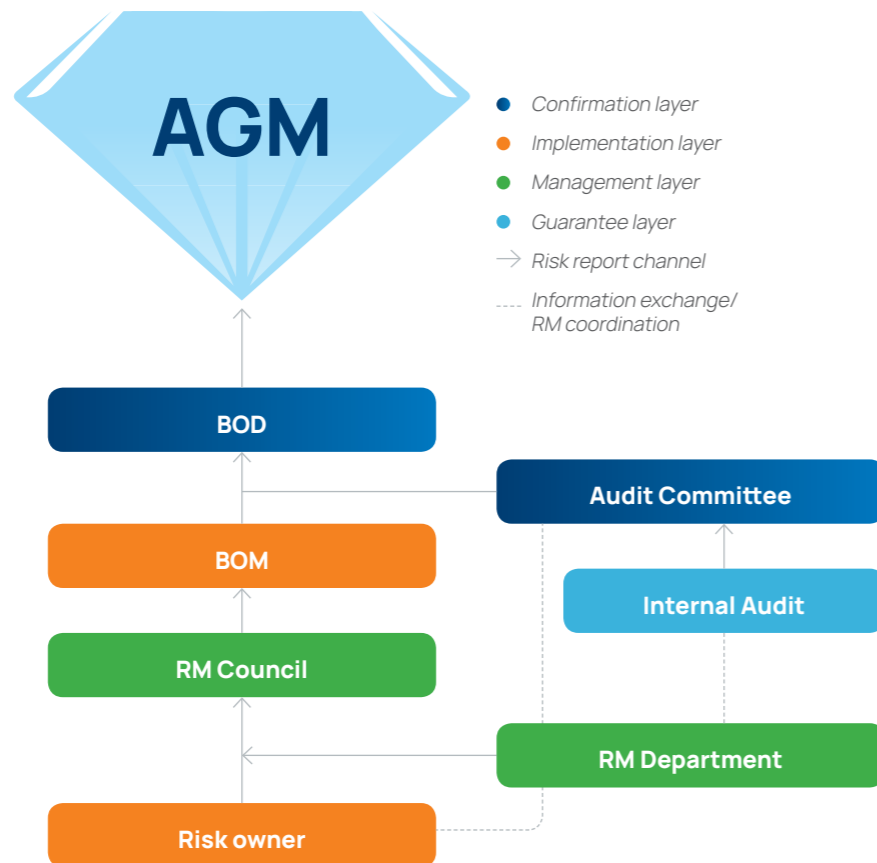 AGM
Confirmation layer
Implementation layer
Management layer
Guarantee layer
Risk report channel
Information exchange/
RM coordination
BOD
Audit Committee
BOM
Internal Audit
RM Council
RM Department
Risk owner